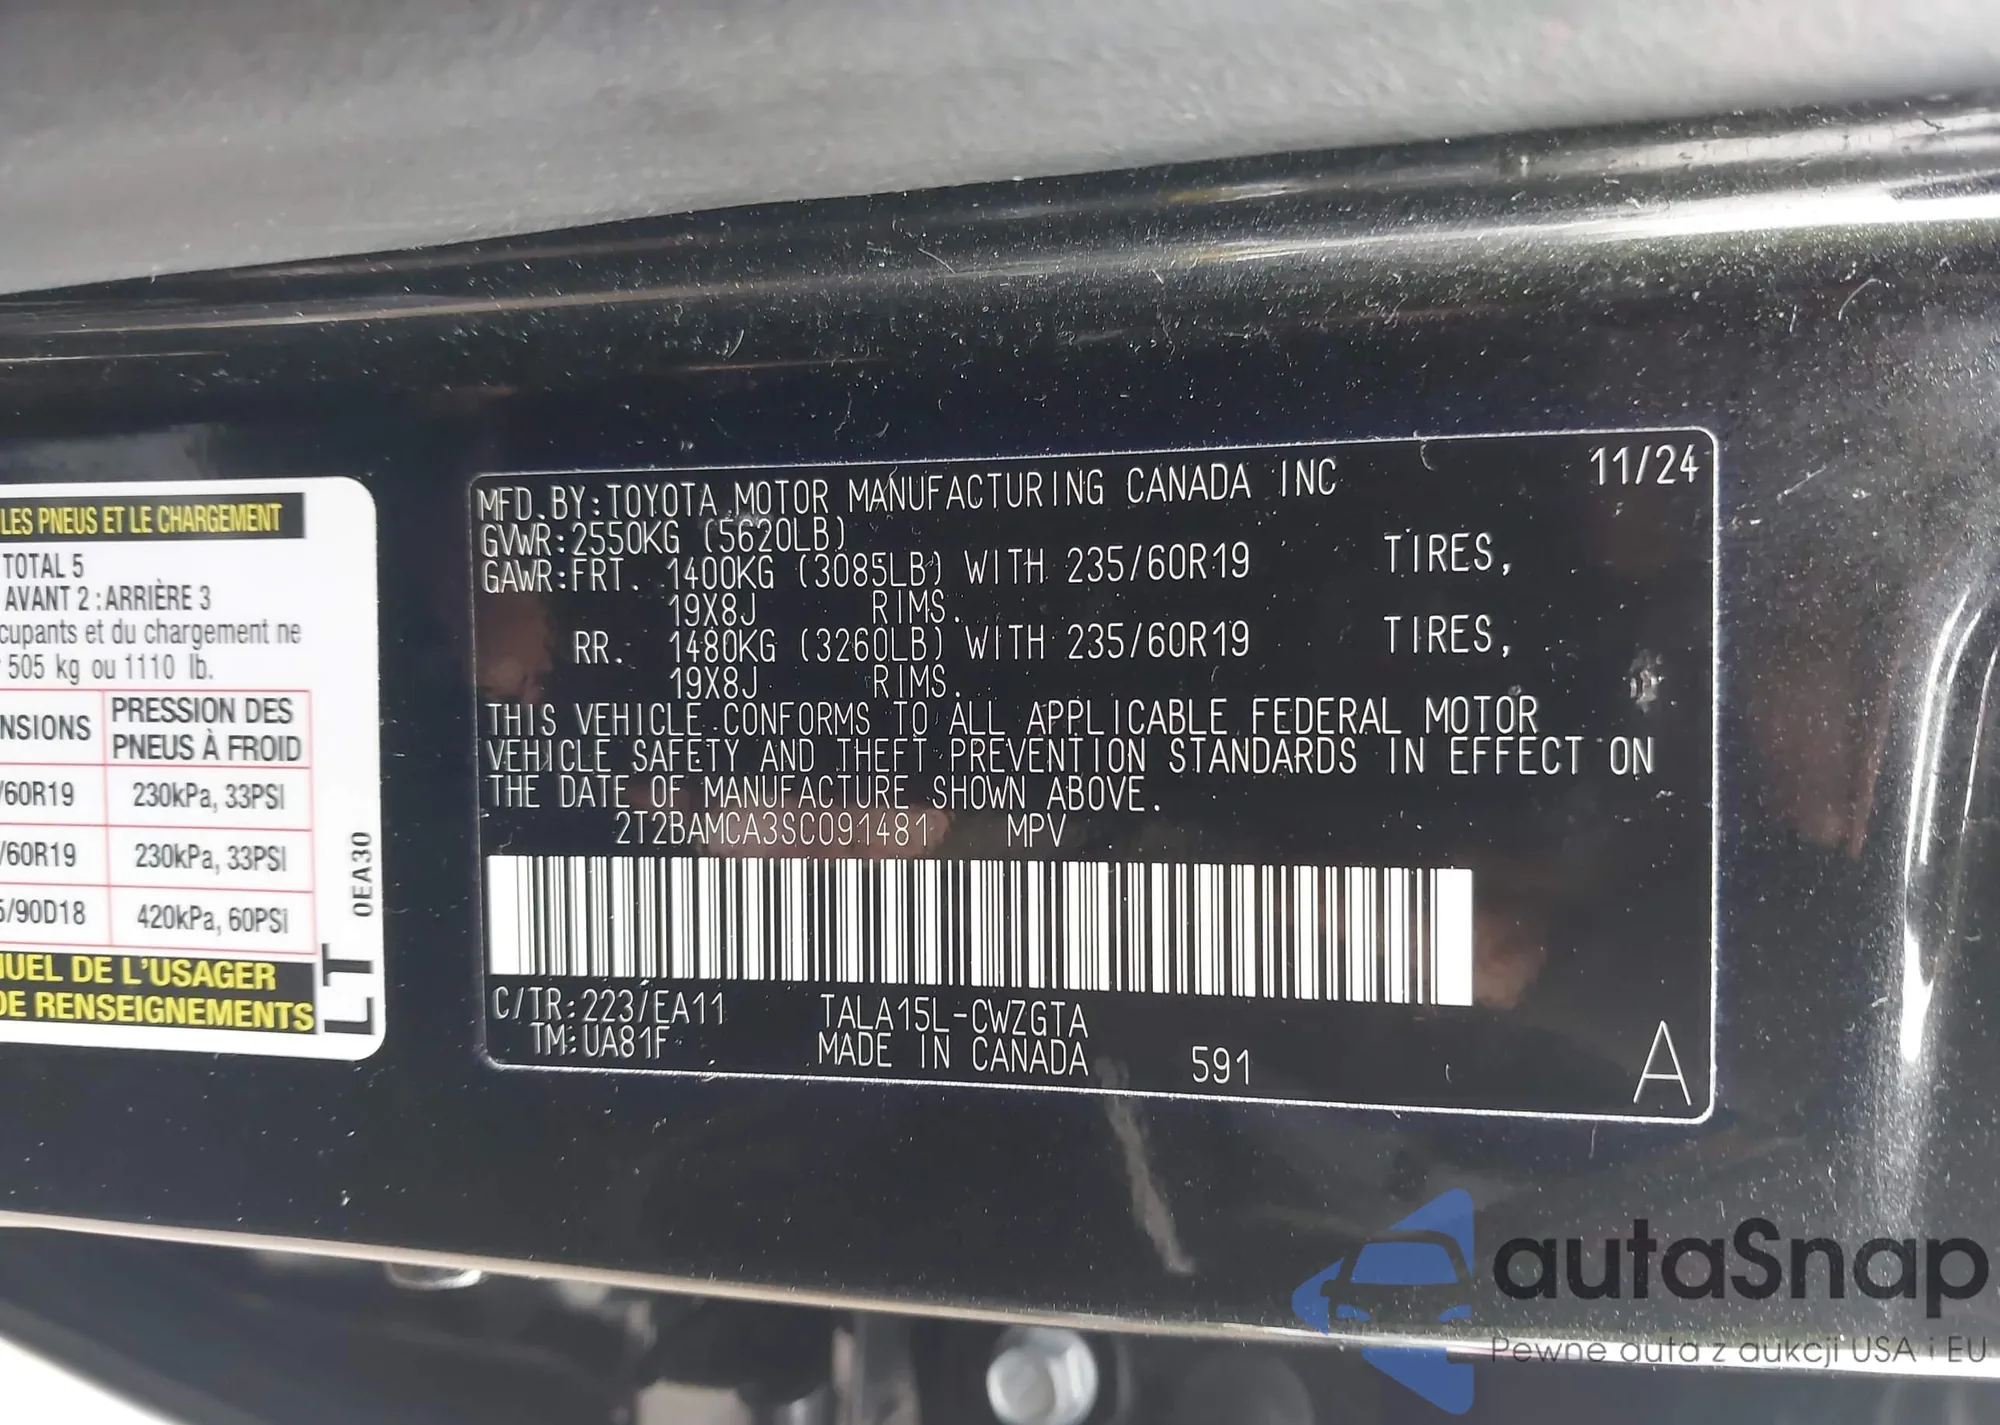 LES PNEUS ET LE CHARGEMENT
TOTAL 5
AVANT 2 : ARRIÈRE 3
cupants et du chargement ne
505 kg ou 1110 lb.
NSIONS
PRESSION DES
PNEUS À FROID
/60R19 230kPa, 33PSI
/60R19 230kPa, 33PSI
5/90D18 420kPa, 60PSI
NUEL DE L'USAGER
DE RENSEIGNEMENTS
LT 0EA30
MFD. BY: TOYOTA MOTOR MANUFACTURING CANADA INC 11/24
GVWR: 2550KG (5620LB)
GAWR: FRT. 1400KG (3085LB) WITH 235/60R19 TIRES,
19X8J RIMS.
RR. 1480KG (3260LB) WITH 235/60R19 TIRES,
19X8J RIMS.
THIS VEHICLE CONFORMS TO ALL APPLICABLE FEDERAL MOTOR
VEHICLE SAFETY AND THEFT PREVENTION STANDARDS IN EFFECT ON
THE DATE OF MANUFACTURE SHOWN ABOVE.
2T2BAMCA3SC091481 MPV
C/TR: 223/EA11 TALA15L-CWZGTA
TM: UA81F MADE IN CANADA 591 A
autaSnap
Pewne auta z aukcji USA i EU